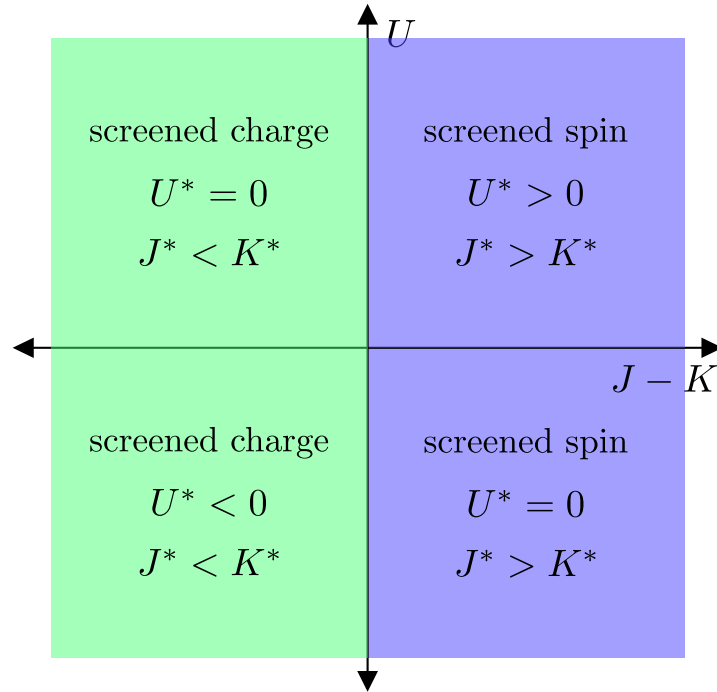 U
screened charge
U* = 0
J* < K*
screened spin
U* > 0
J* > K*
J − K
screened charge
U* < 0
J* < K*
screened spin
U* = 0
J* > K*